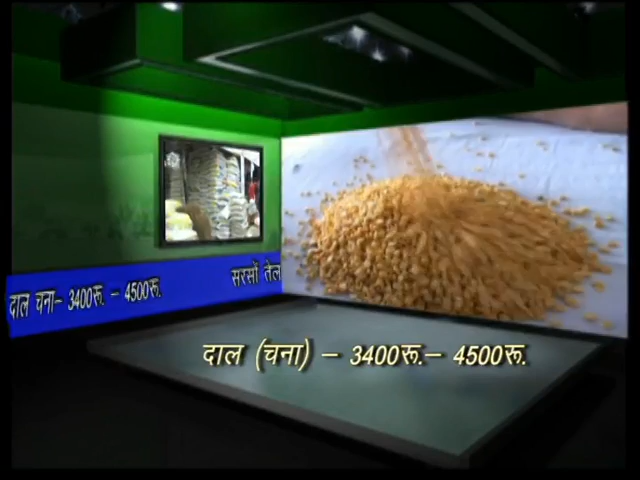 दाल चना- 3400रू. - 4500रू. सरसों तेल
दाल (चना) - 3400रू.- 4500रू.